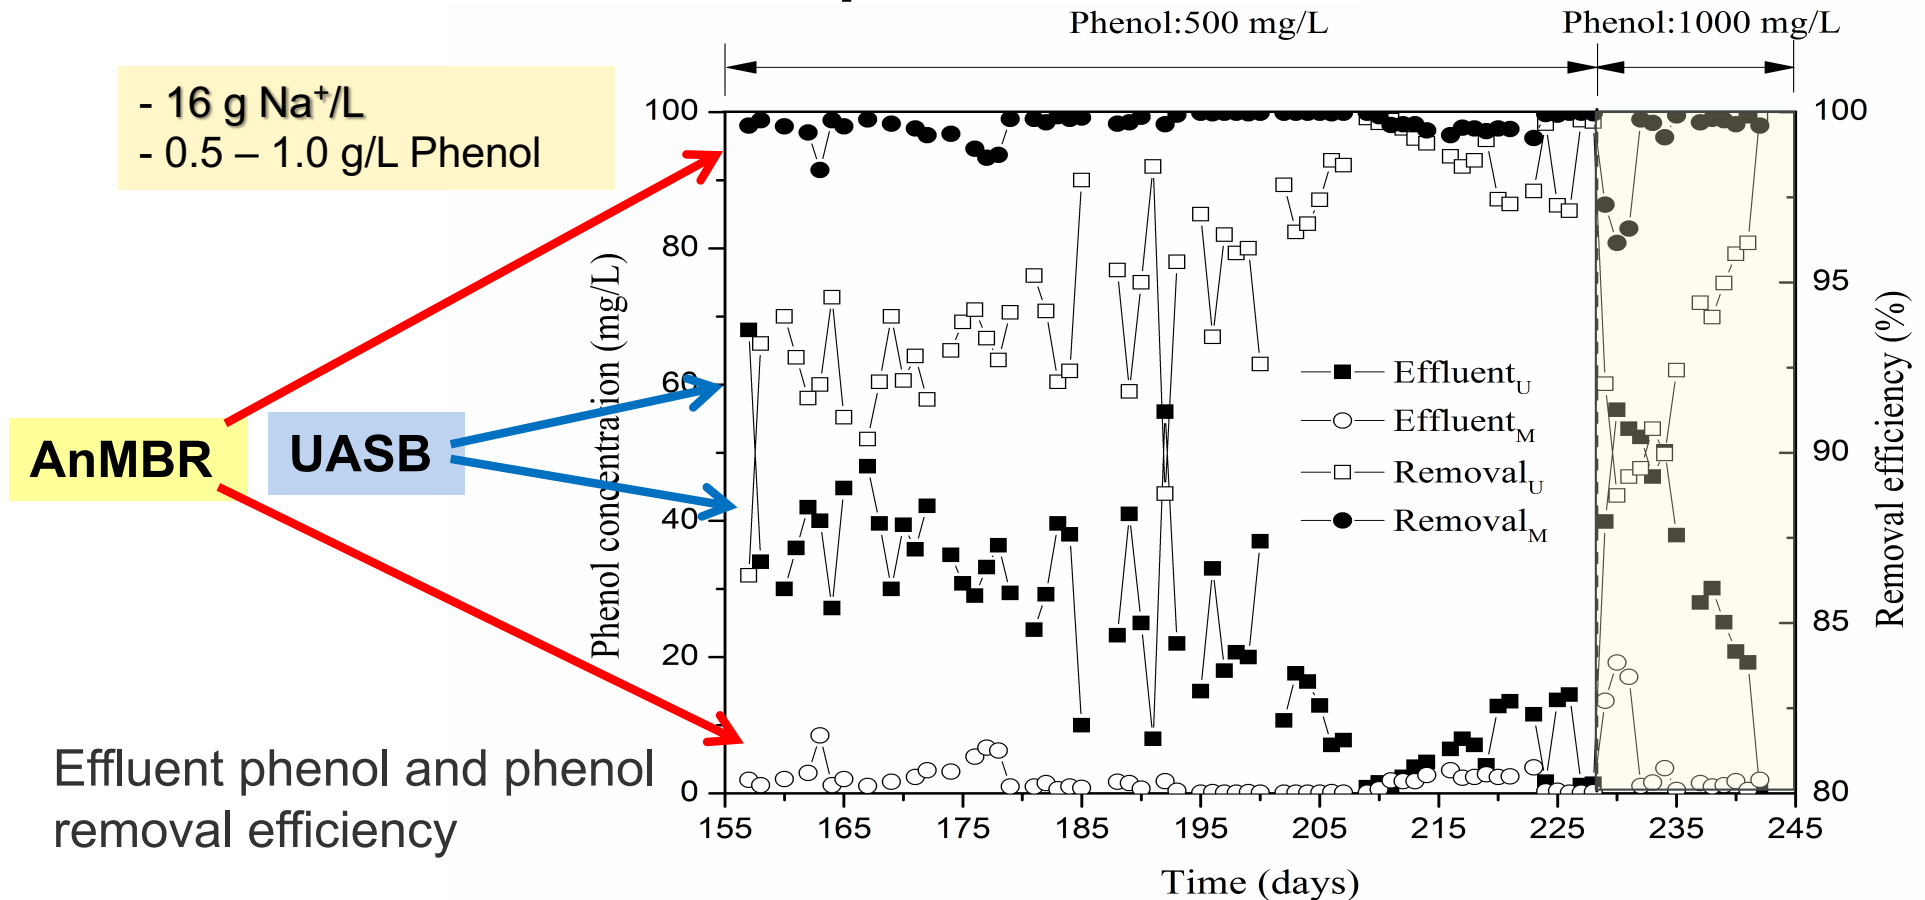 Phenol:500 mg/L
Phenol:1000 mg/L
- 16 g Na⁺/L
- 0.5 – 1.0 g/L Phenol
AnMBR
UASB
Effluent phenol and phenol
removal efficiency
Phenol concentration (mg/L)
100
80
60
40
20
0
Effluent_U
Effluent_M
Removal_U
Removal_M
100
95
90
85
80
Removal efficiency (%)
155 165 175 185 195 205 215 225 235 245
Time (days)